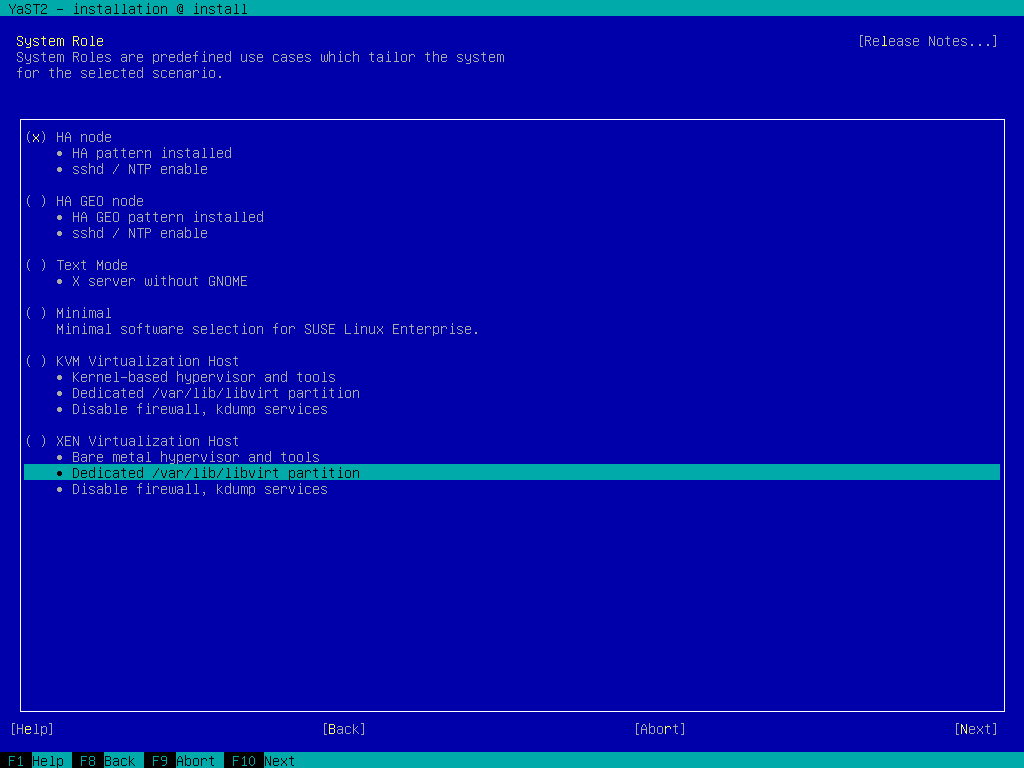 YaST2 - installation @ install
System Role [Release Notes...]
System Roles are predefined use cases which tailor the system
for the selected scenario.
(x) HA node
• HA pattern installed
• sshd / NTP enable
( ) HA GEO node
• HA GEO pattern installed
• sshd / NTP enable
( ) Text Mode
• X server without GNOME
( ) Minimal
Minimal software selection for SUSE Linux Enterprise.
( ) KVM Virtualization Host
• Kernel-based hypervisor and tools
• Dedicated /var/lib/libvirt partition
• Disable firewall, kdump services
( ) XEN Virtualization Host
• Bare metal hypervisor and tools
• Dedicated /var/lib/libvirt partition
• Disable firewall, kdump services
[Help] [Back] [Abort] [Next]
F1 Help F8 Back F9 Abort F10 Next